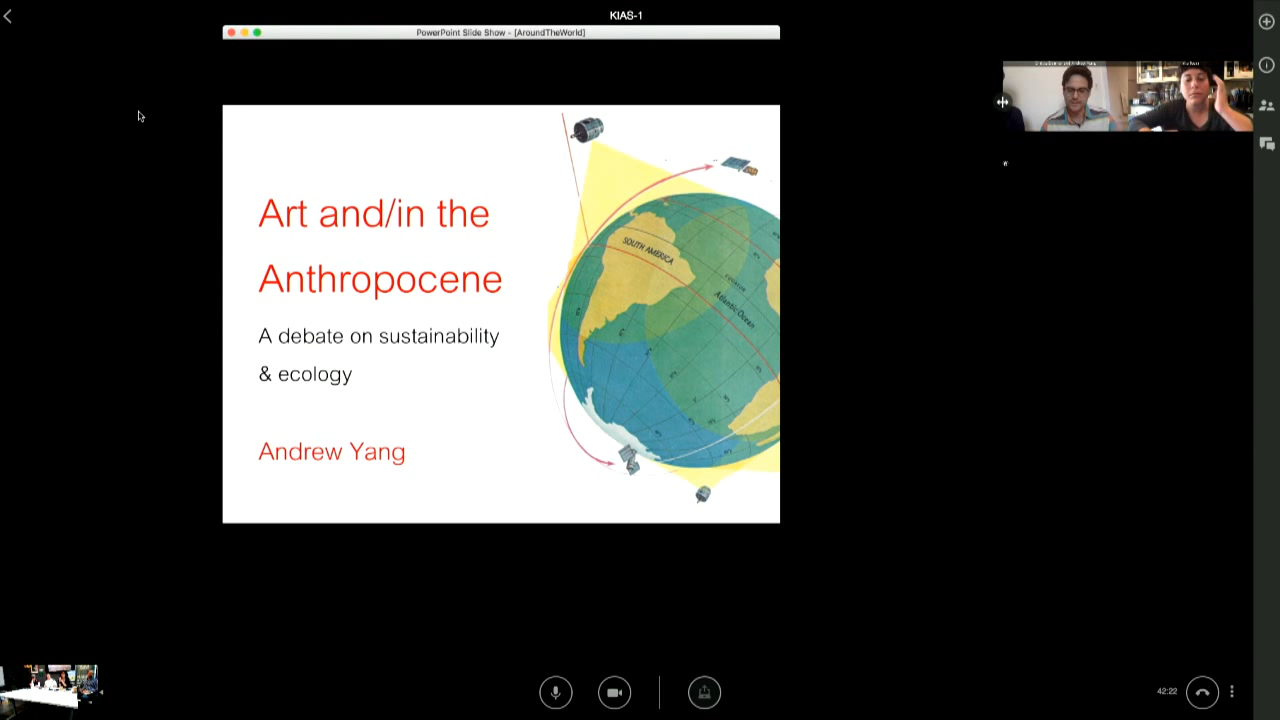 KIAS-1
PowerPoint Slide Show - [AroundTheWorld]
Art and/in the
Anthropocene
A debate on sustainability
& ecology
Andrew Yang
SOUTH AMERICA
EQUATOR
Atlantic Ocean
42:22